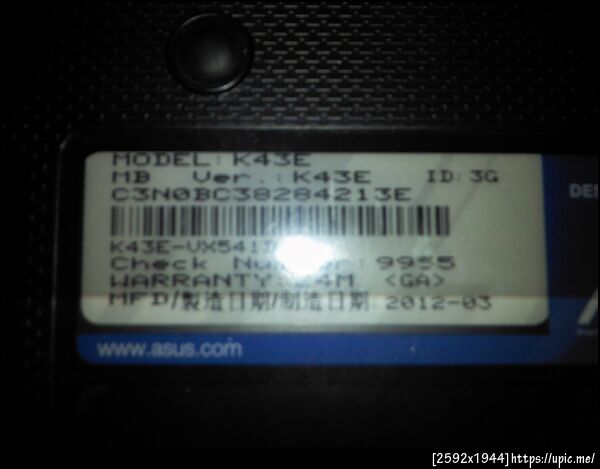 MODEL: K43E
MB Ver.: K43E ID: 3G
C3N0BC38284213E
Check 9955
WARRANTY: <GA>
MFD/製造日期/制造日期: 2012-03
www.asus.com
[2592x1944]https://upic.me/